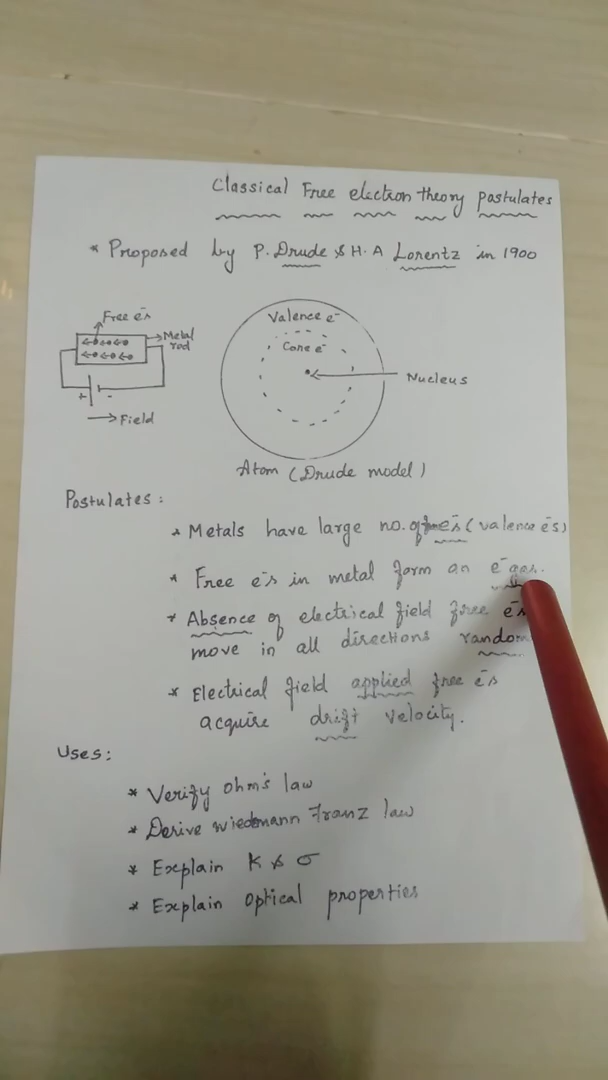 Classical Free electron theory postulates
* Proposed by P. Drude & H. A Lorentz in 1900
Free e⁻s
Metal
rod
+ -
Field
Valence e⁻
Core e⁻
Nucleus
Atom (Drude model)
Postulates:
* Metals have large no. of e⁻s (valence e⁻s)
* Free e⁻s in metal form an e⁻ gas.
* Absence of electrical field free e⁻s
move in all directions random
* Electrical field applied free e⁻s
acquire drift velocity.
Uses:
* Verify ohm's law
* Derive wiedmann Franz law
* Explain K & σ
* Explain optical properties